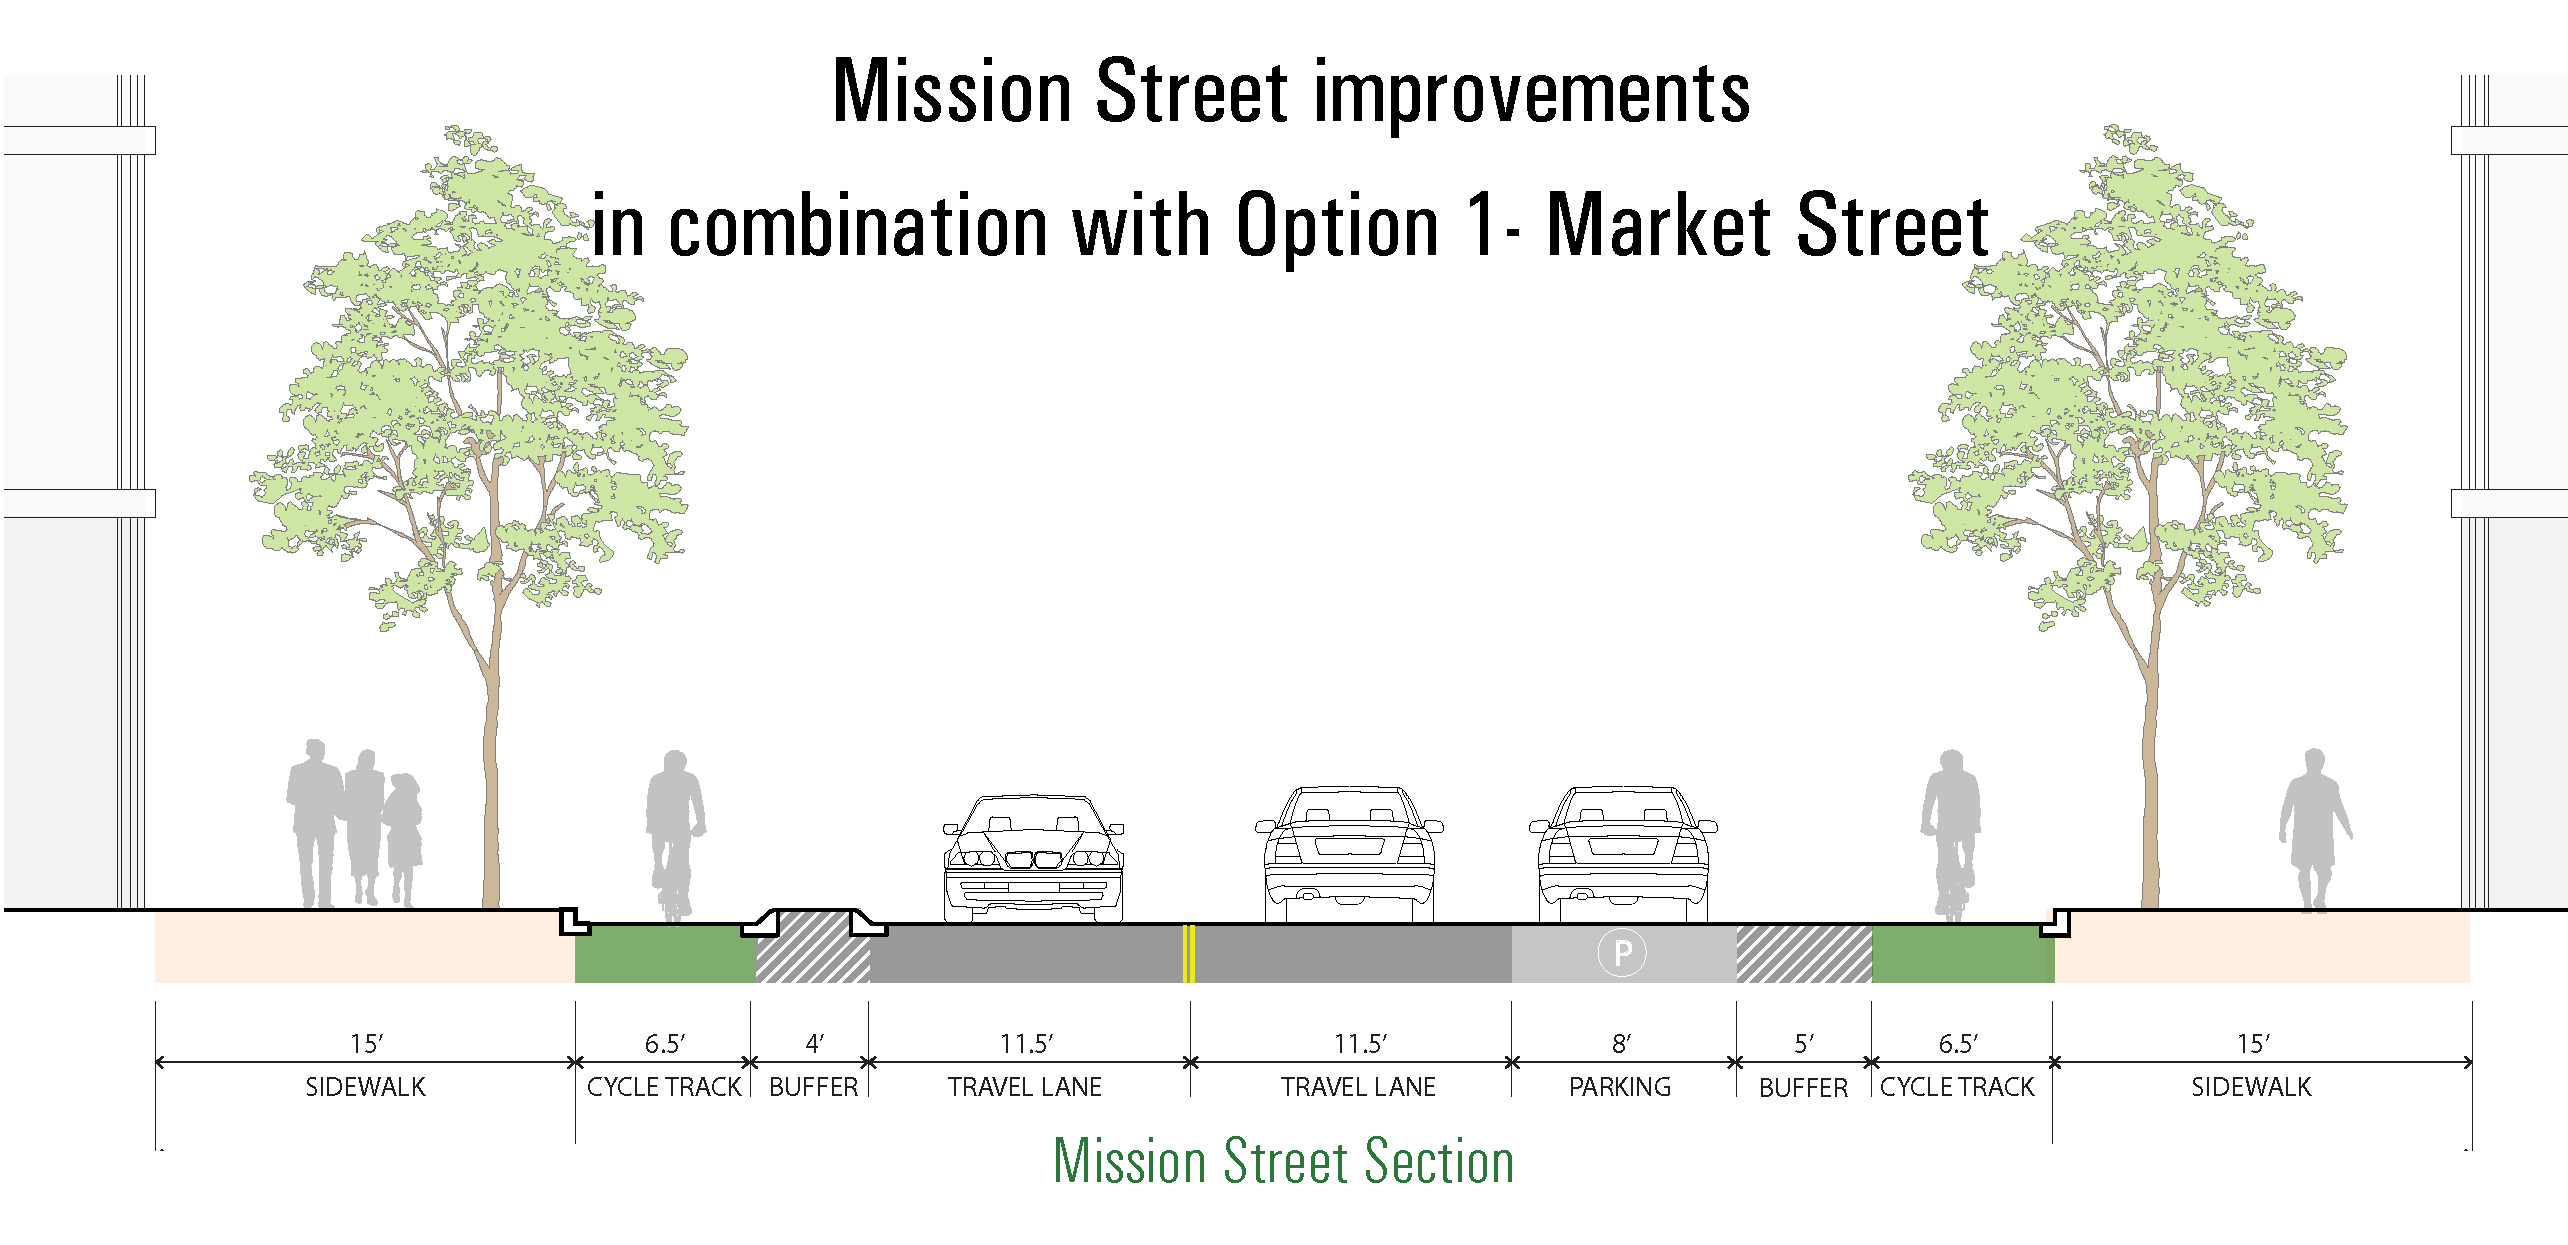 Mission Street improvements
in combination with Option 1- Market Street
P
15’ 6.5’ 4’ 11.5’ 11.5’ 8’ 5’ 6.5’ 15’
SIDEWALK CYCLE TRACK BUFFER TRAVEL LANE TRAVEL LANE PARKING BUFFER CYCLE TRACK SIDEWALK
Mission Street Section